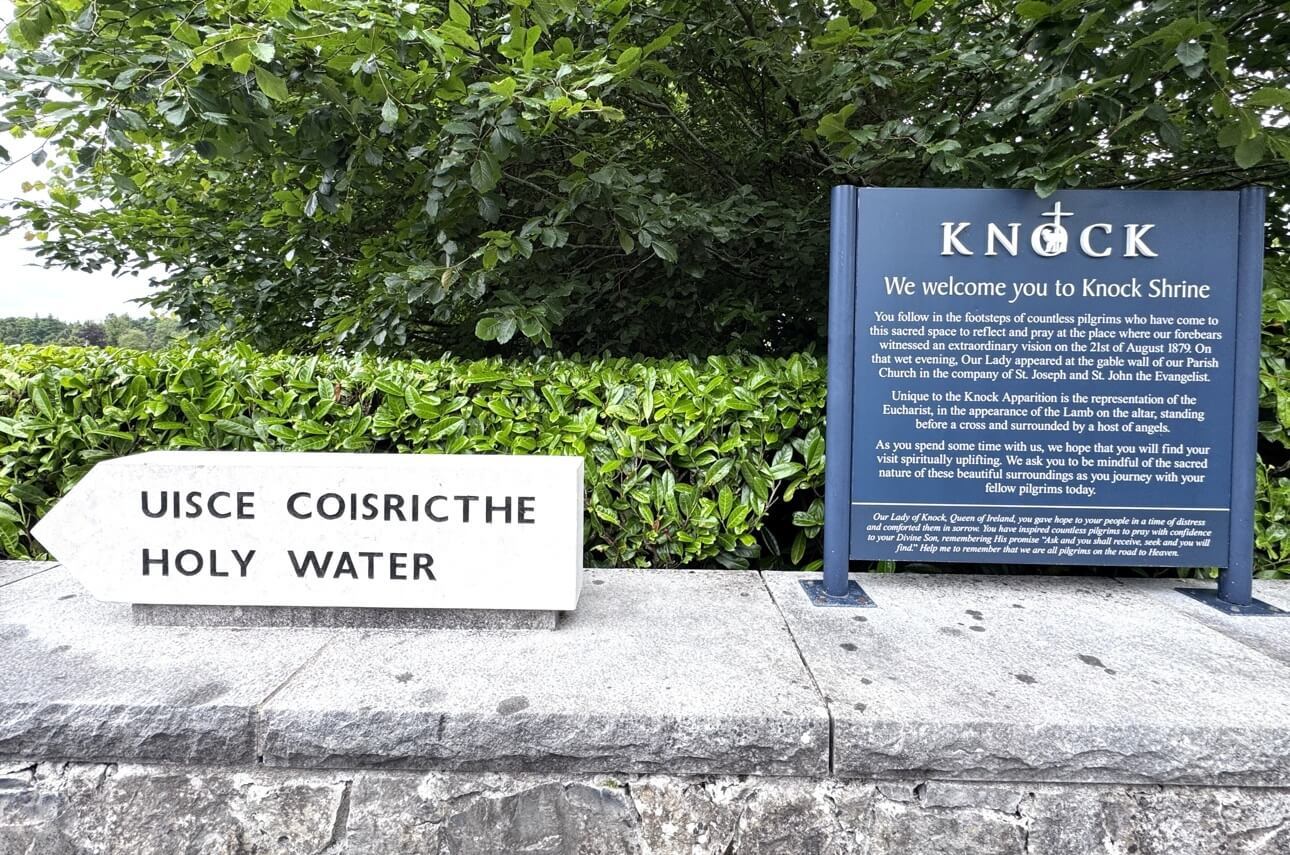 UISCE COISRICTHE
HOLY WATER
KNOCK
We welcome you to Knock Shrine
You follow in the footsteps of countless pilgrims who have come to
this sacred space to reflect and pray at the place where our forebears
witnessed an extraordinary vision on the 21st of August 1879. On
that wet evening, Our Lady appeared at the gable wall of our Parish
Church in the company of St. Joseph and St. John the Evangelist.
Unique to the Knock Apparition is the representation of the
Eucharist, in the appearance of the Lamb on the altar, standing
before a cross and surrounded by a host of angels.
As you spend some time with us, we hope that you will find your
visit spiritually uplifting. We ask you to be mindful of the sacred
nature of these beautiful surroundings as you journey with your
fellow pilgrims today.
Our Lady of Knock, Queen of Ireland, you gave hope to your people in a time of distress
and comforted them in sorrow. You have inspired countless pilgrims to pray with confidence
to your Divine Son, remembering His promise "Ask and you shall receive, seek and you will
find." Help me to remember that we are all pilgrims on the road to Heaven.